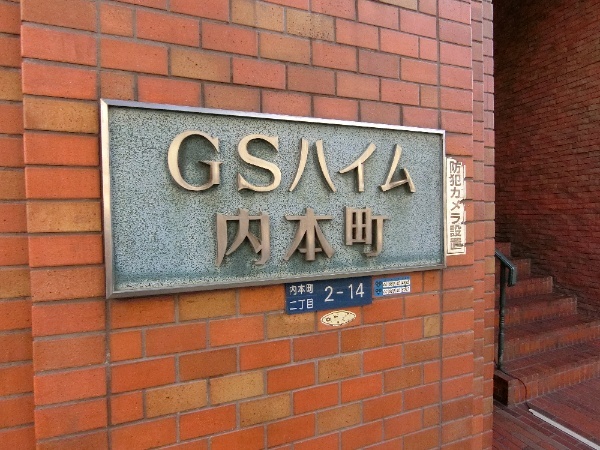 GSハイム
内本町
防犯カメラ設置
内本町
二丁目
2-14